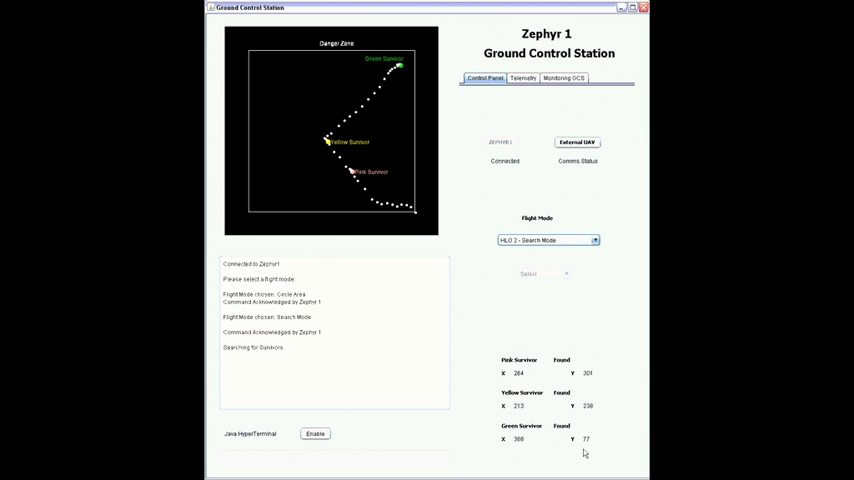 Ground Control Station
Danger Zone
Green Survivor
Yellow Survivor
Pink Survivor
Zephyr 1
Ground Control Station
Control Panel
Telemetry
Monitoring GCS
ZEPHYR1
External UAV
Connected
Comms Status
Flight Mode
HLO 2 - Search Mode
Select
Connected to Zephyr1
Please select a flight mode:
Flight Mode chosen: Circle Area
Command Acknowledged by Zephyr 1
Flight Mode chosen: Search Mode
Command Acknowledged by Zephyr 1
Searching for Survivors...
Pink Survivor Found
X 264 Y 301
Yellow Survivor Found
X 213 Y 238
Green Survivor Found
X 366 Y 77
Java HyperTerminal
Enable